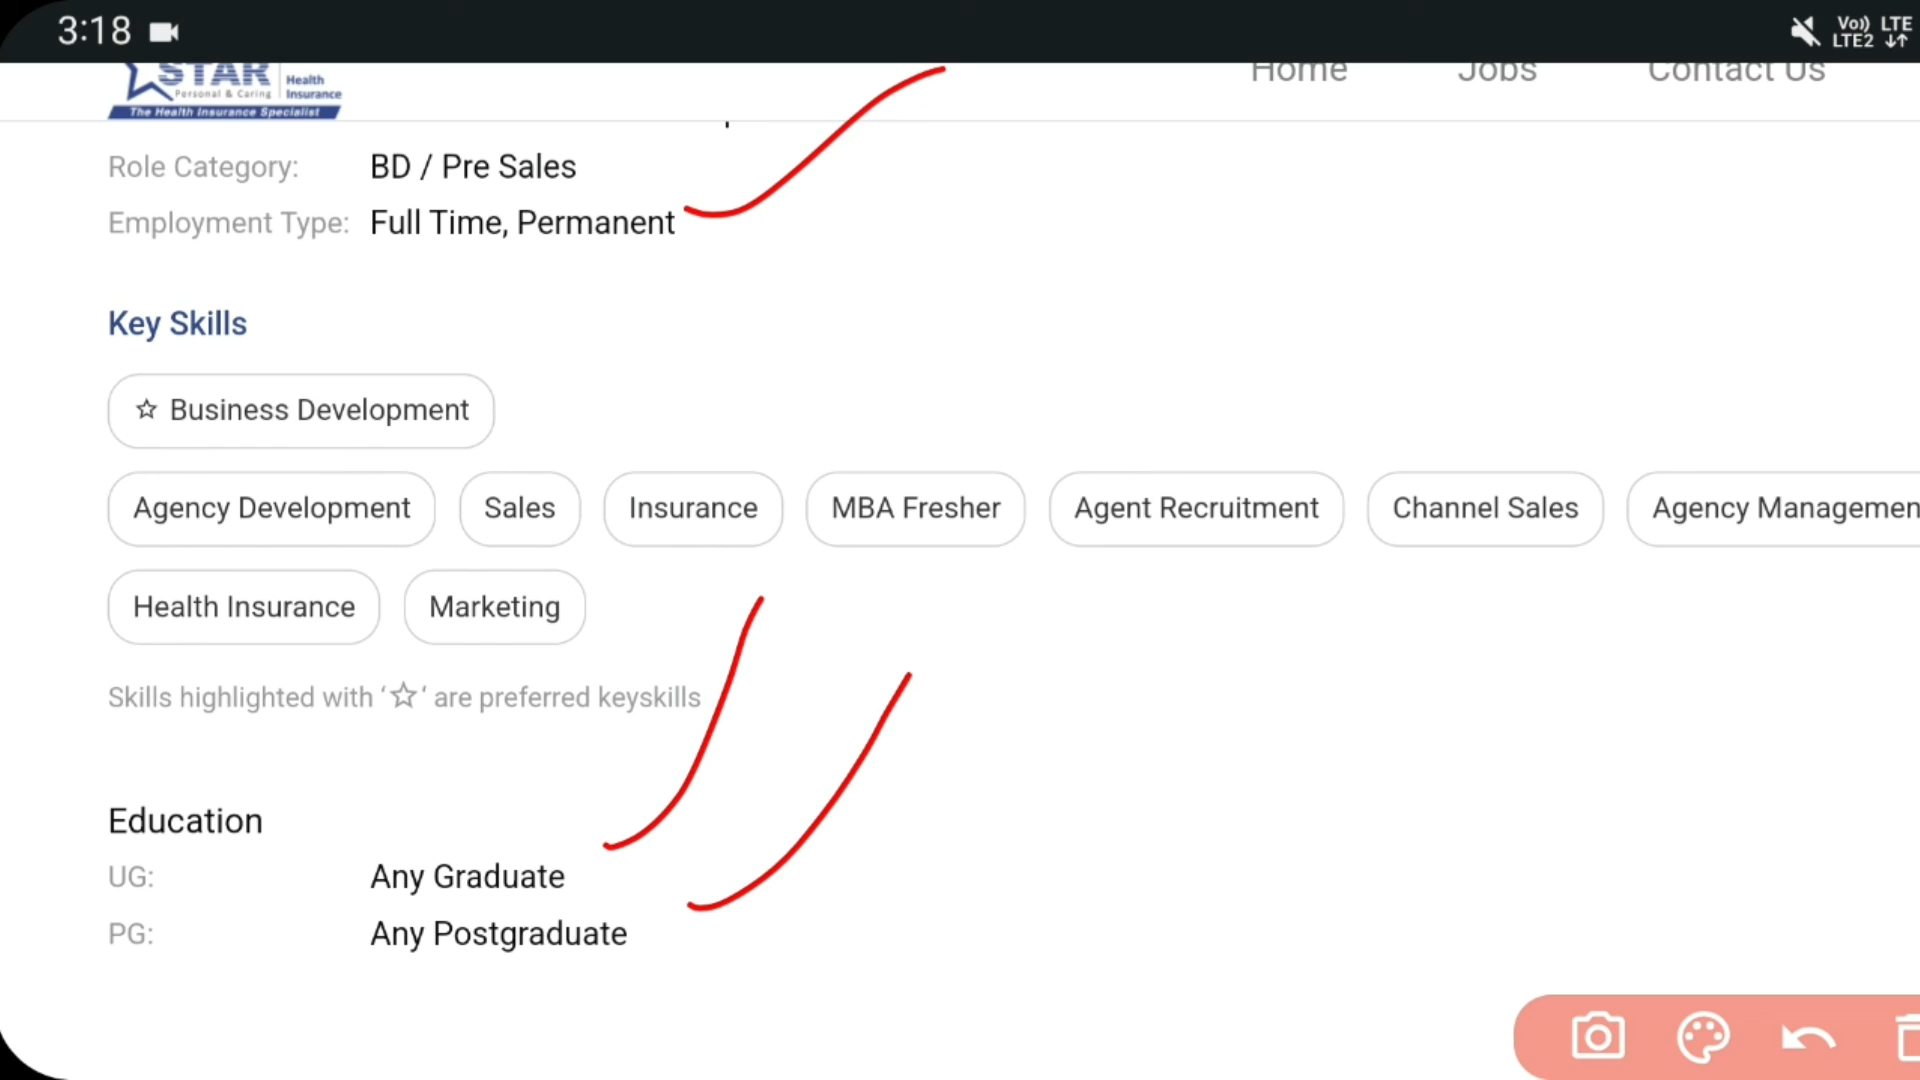 3:18
Vo)) LTE
LTE2
STAR Health
Personal & Caring Insurance
The Health Insurance Specialist
Home Jobs Contact Us
Role Category: BD / Pre Sales
Employment Type: Full Time, Permanent
Key Skills
Business Development
Agency Development Sales Insurance MBA Fresher Agent Recruitment Channel Sales Agency Managemen
Health Insurance Marketing
Skills highlighted with ‘☆‘ are preferred keyskills
Education
UG: Any Graduate
PG: Any Postgraduate